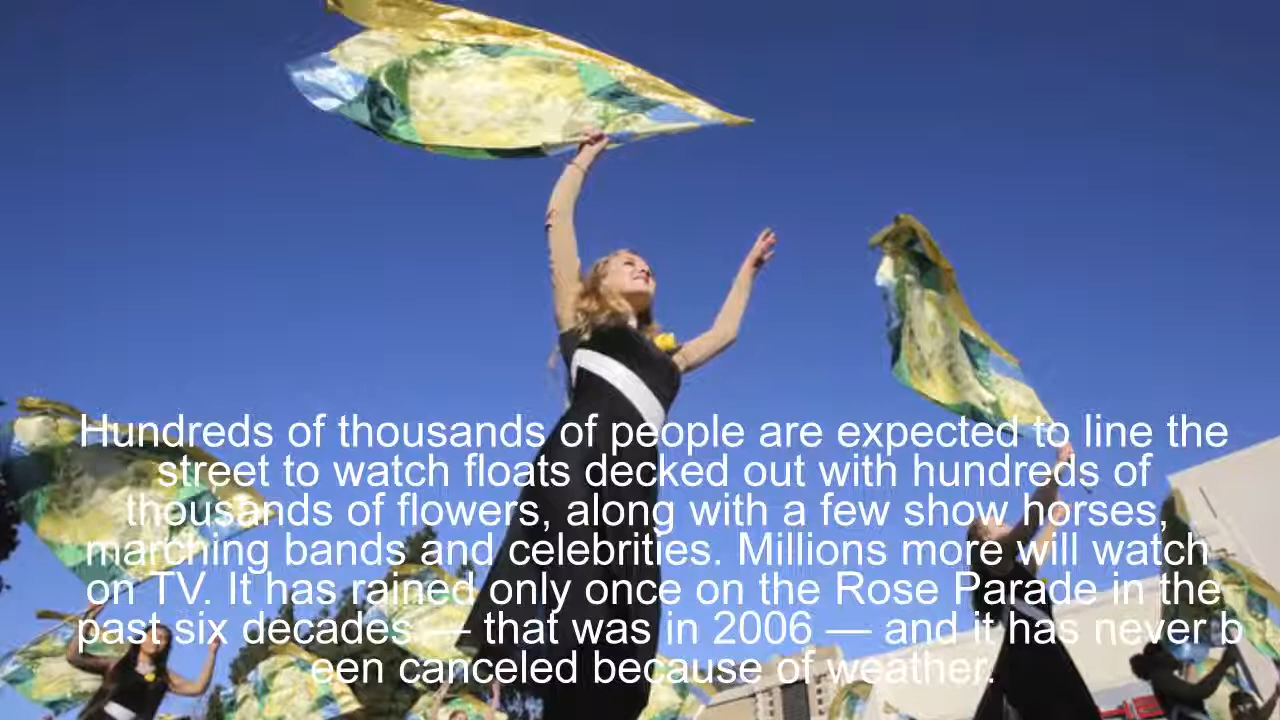 Hundreds of thousands of people are expected to line the
street to watch floats decked out with hundreds of
thousands of flowers, along with a few show horses,
marching bands and celebrities. Millions more will watch
on TV. It has rained only once on the Rose Parade in the
past six decades — that was in 2006 — and it has never b
een canceled because of weather.